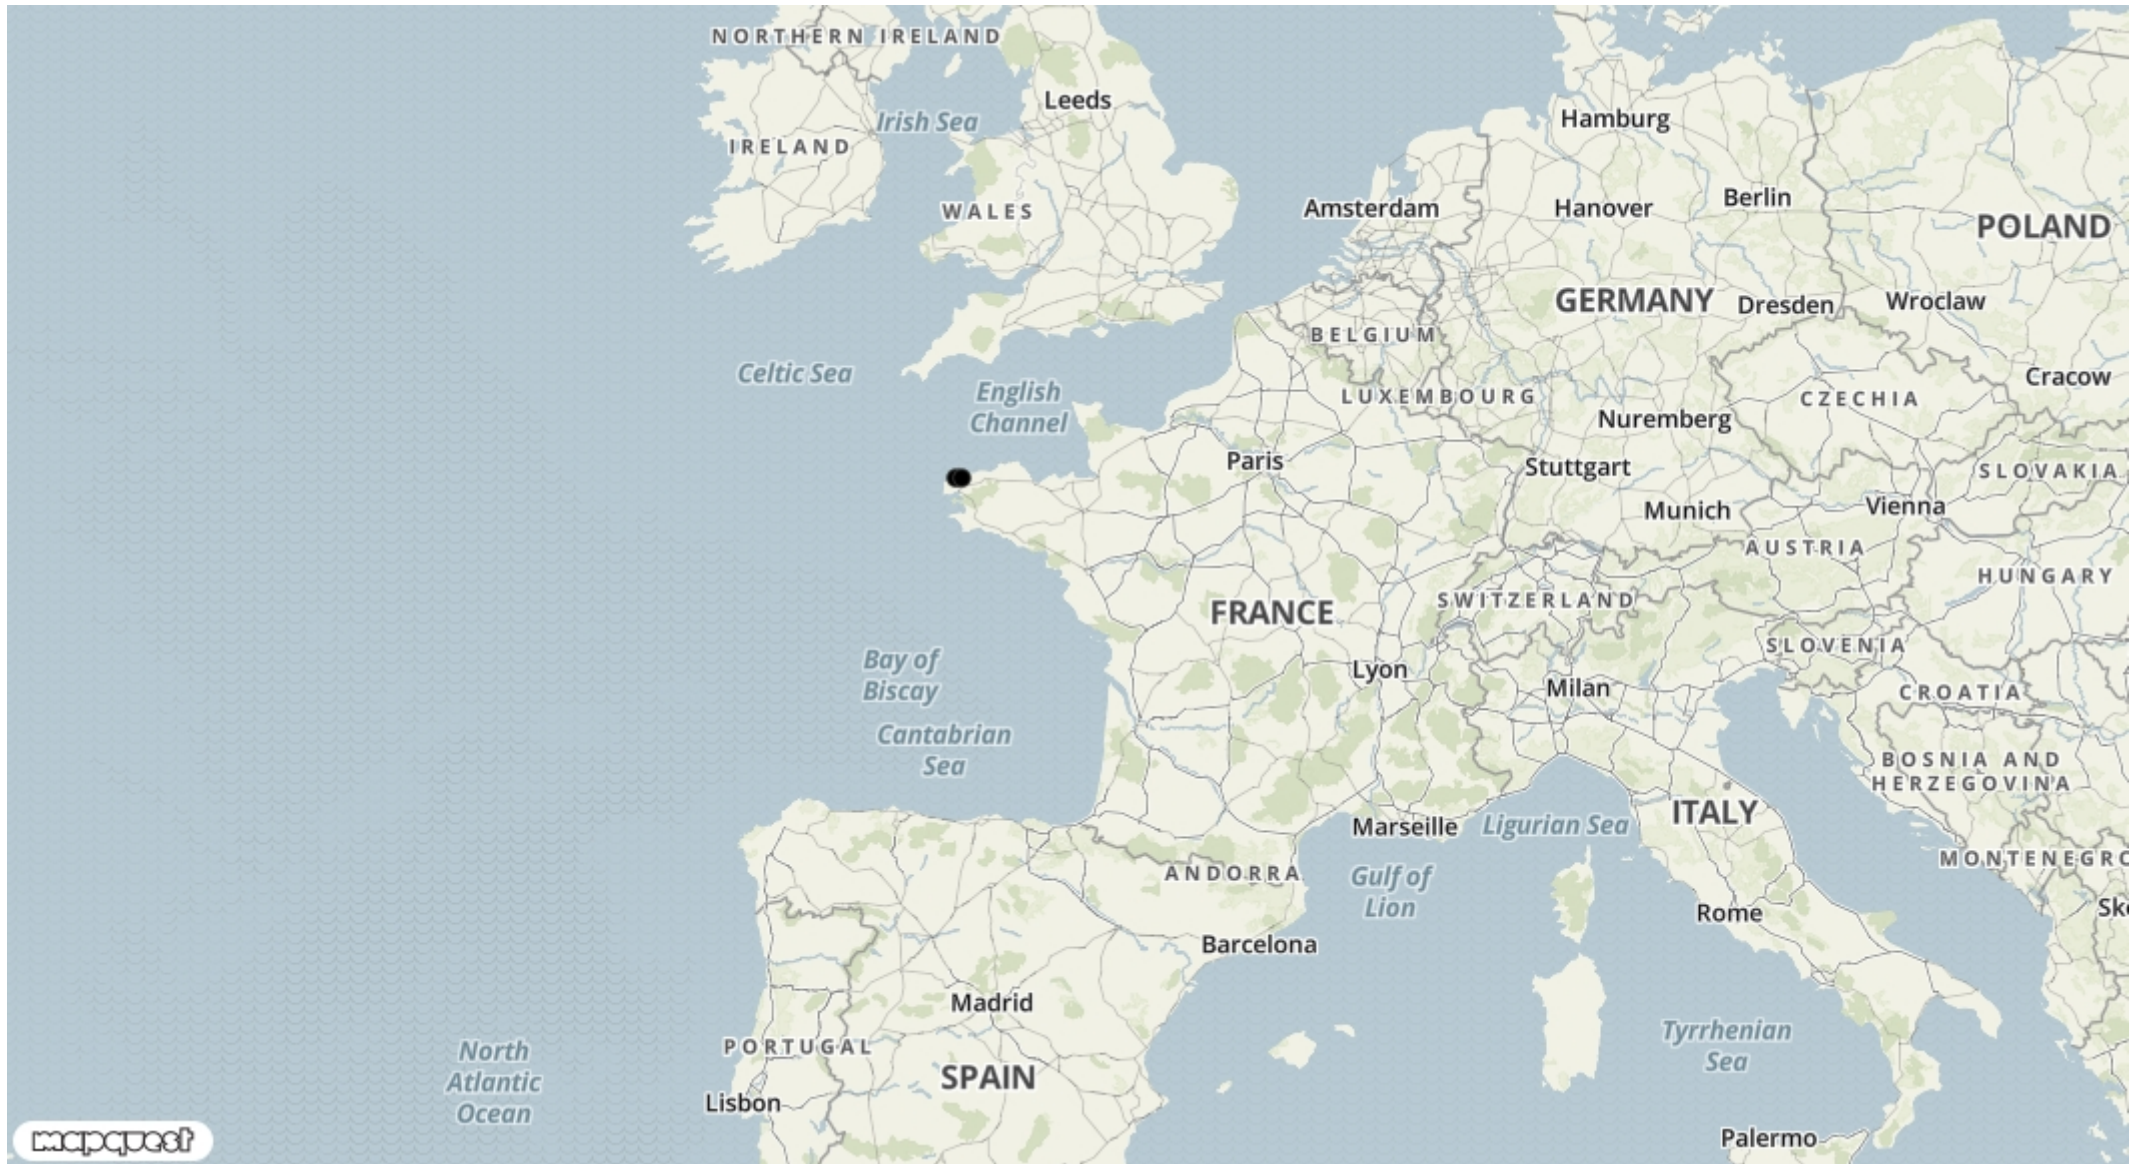 NORTHERN IRELAND
Leeds
Irish Sea
IRELAND
Hamburg
WALES
Amsterdam
Hanover
Berlin
POLAND
GERMANY
Dresden
Wroclaw
BELGIUM
Celtic Sea
English
Channel
LUXEMBOURG
Cracow
CZECHIA
Nuremberg
Paris
Stuttgart
SLOVAKIA
Munich
Vienna
AUSTRIA
HUNGARY
SWITZERLAND
FRANCE
SLOVENIA
Bay of
Biscay
Lyon
Milan
CROATIA
Cantabrian
Sea
BOSNIA AND
HERZEGOVINA
ITALY
Marseille
Ligurian Sea
MONTENEGRO
ANDORRA
Gulf of
Lion
Rome
Sk
Barcelona
Madrid
Tyrrhenian
Sea
PORTUGAL
North
Atlantic
Ocean
SPAIN
Lisbon
Palermo
mapquest